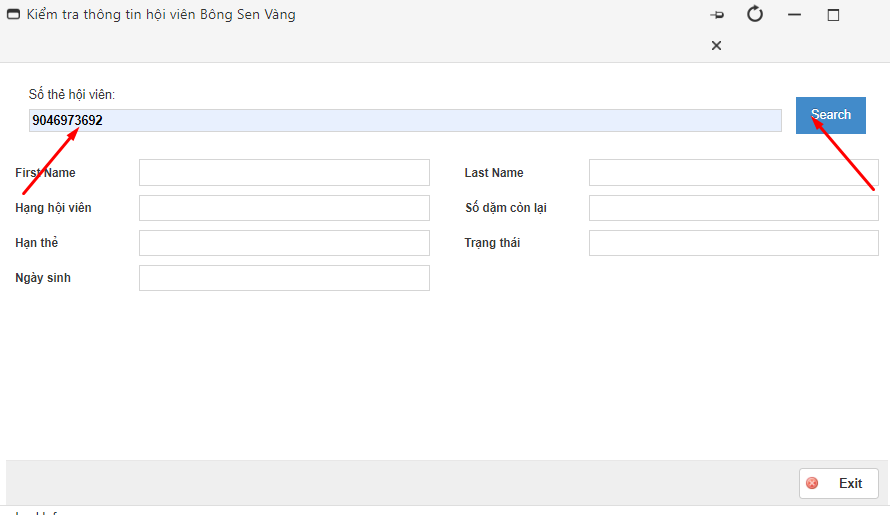 Kiểm tra thông tin hội viên Bông Sen Vàng
Số thẻ hội viên:
9046973692
Search
First Name
Last Name
Hạng hội viên
Số dặm còn lại
Hạn thẻ
Trạng thái
Ngày sinh
Exit